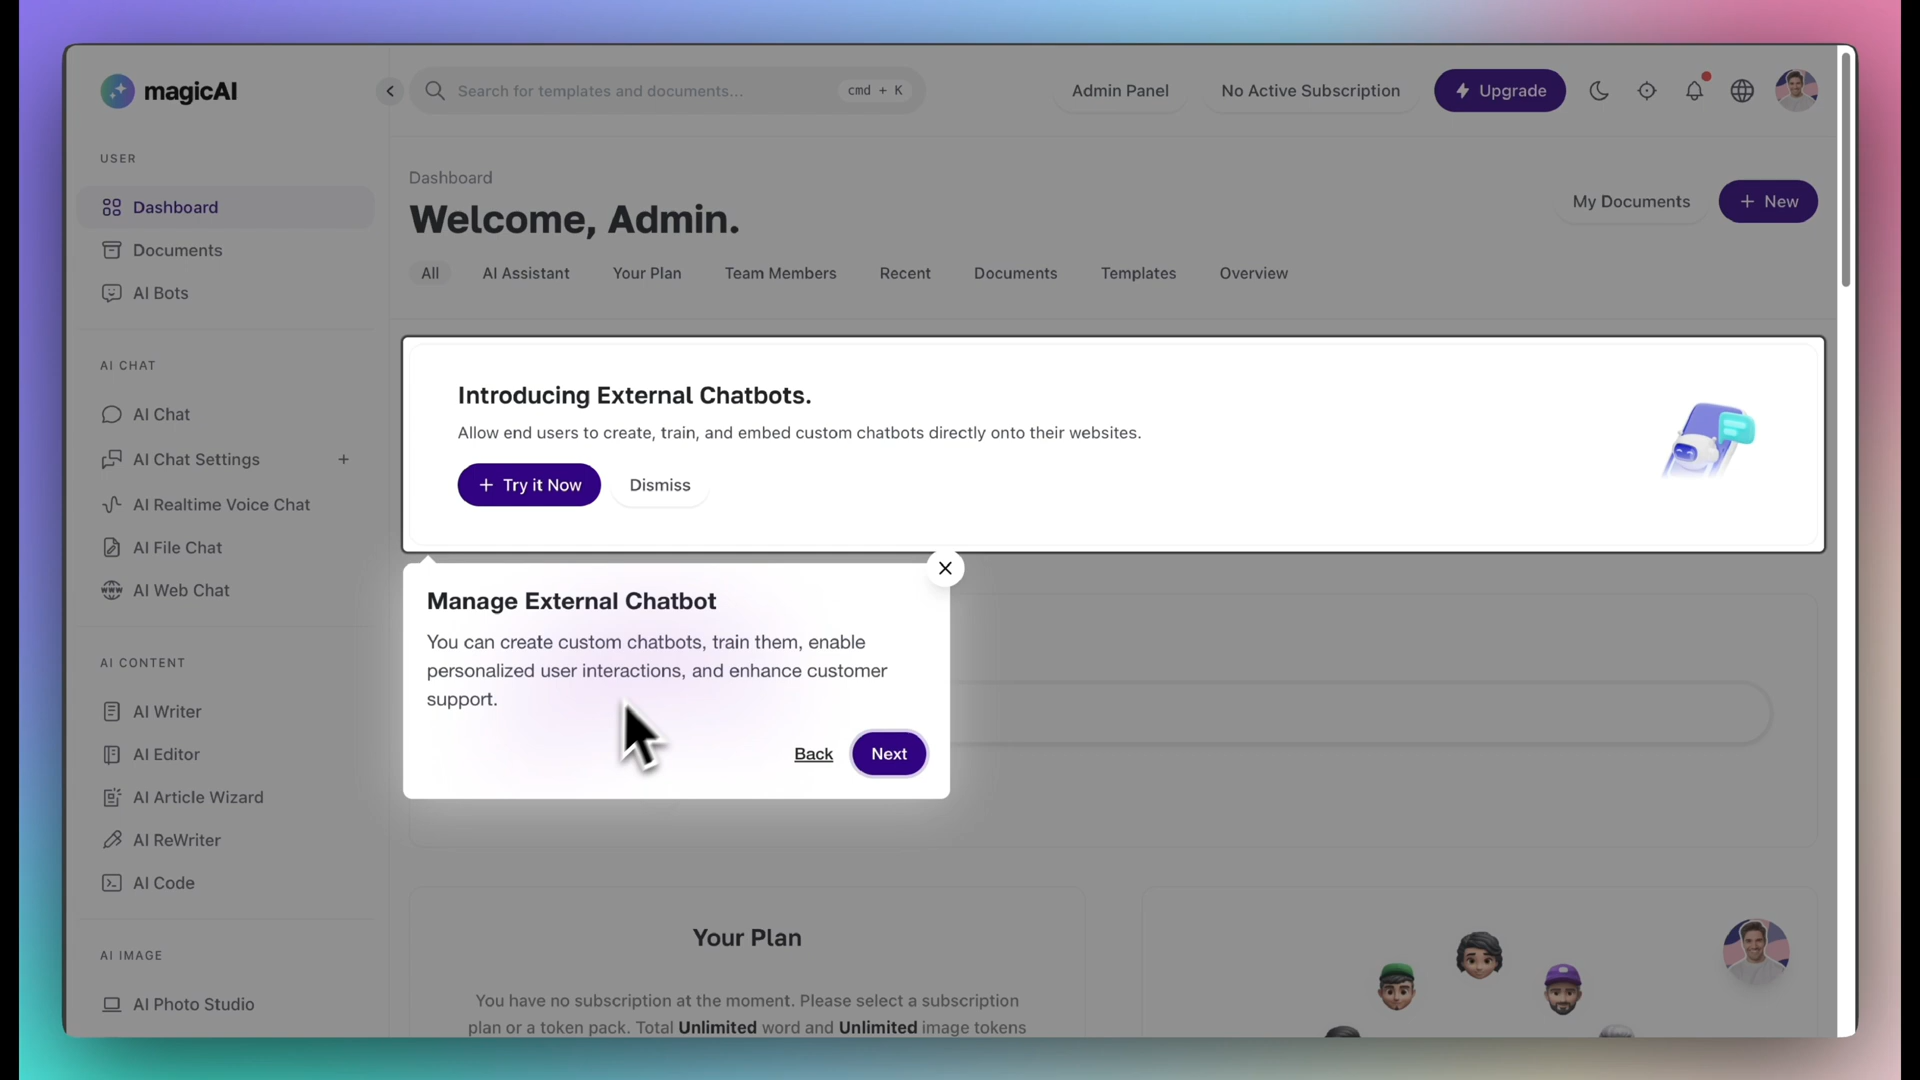 magicAI
Search for templates and documents...
cmd + K
Admin Panel
No Active Subscription
Upgrade
USER
Dashboard
Documents
AI Bots
AI CHAT
AI Chat
AI Chat Settings
+
AI Realtime Voice Chat
AI File Chat
www
AI Web Chat
AI CONTENT
AI Writer
AI Editor
AI Article Wizard
AI ReWriter
AI Code
AI IMAGE
AI Photo Studio
Dashboard
Welcome, Admin.
My Documents
+ New
All
AI Assistant
Your Plan
Team Members
Recent
Documents
Templates
Overview
Introducing External Chatbots.
Allow end users to create, train, and embed custom chatbots directly onto their websites.
+ Try it Now
Dismiss
Manage External Chatbot
You can create custom chatbots, train them, enable
personalized user interactions, and enhance customer
support.
Back
Next
Your Plan
You have no subscription at the moment. Please select a subscription
plan or a token pack. Total Unlimited word and Unlimited image tokens